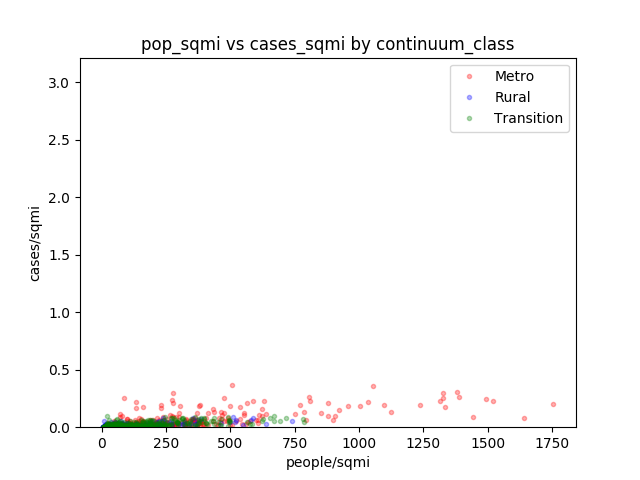 pop_sqmi vs cases_sqmi by continuum_class
Metro
Rural
Transition
cases/sqmi
3.0
2.5
2.0
1.5
1.0
0.5
0.0
0 250 500 750 1000 1250 1500 1750
people/sqmi